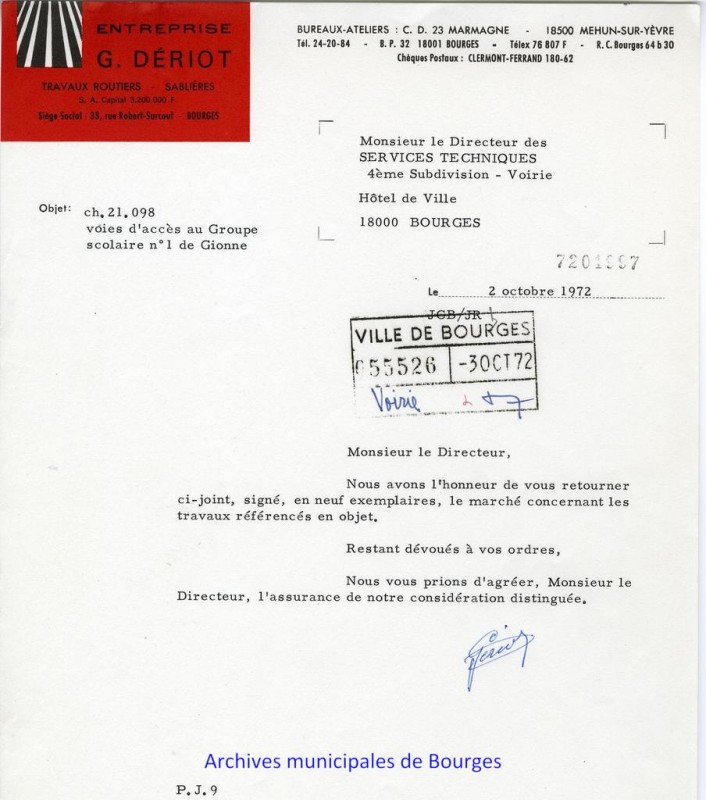 ENTREPRISE
G. DÉRIOT
TRAVAUX ROUTIERS - SABLIÈRES
S. A. Capital 3.200.000 F.
Siège Social : 38, rue Robert-Surcouf - BOURGES
BUREAUX-ATELIERS : C. D. 23 MARMAGNE - 18500 MEHUN-SUR-YÈVRE
Tél. 24-20-84 - B. P. 32 18001 BOURGES - Télex 76 807 F - R. C. Bourges 64 b 30
Chèques Postaux : CLERMONT-FERRAND 180-62
Monsieur le Directeur des
SERVICES TECHNIQUES
4ème Subdivision - Voirie
Hôtel de Ville
18000 BOURGES
Objet: ch. 21.098
voies d'accès au Groupe
scolaire n°1 de Gionne
7201997
Le 2 octobre 1972
JGB/JR
VILLE DE BOURGES
055526 -3OCT72
Voirie
Monsieur le Directeur,
Nous avons l'honneur de vous retourner
ci-joint, signé, en neuf exemplaires, le marché concernant les
travaux référencés en objet.
Restant dévoués à vos ordres,
Nous vous prions d'agréer, Monsieur le
Directeur, l'assurance de notre considération distinguée.
Archives municipales de Bourges
P.J.9